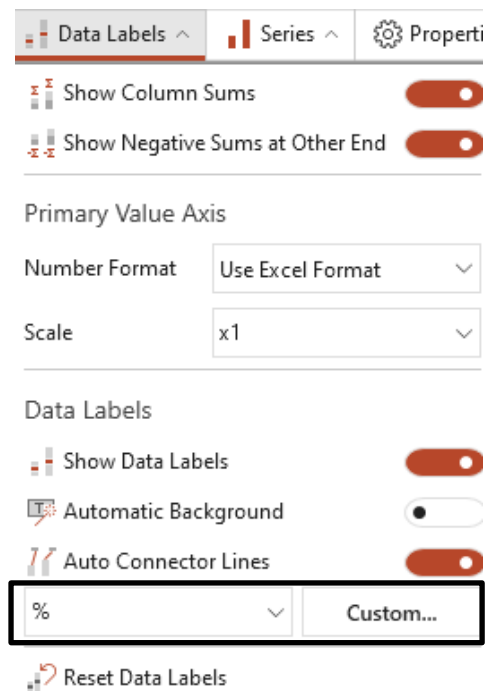 Data Labels Series Properti
Show Column Sums
Show Negative Sums at Other End
Primary Value Axis
Number Format Use Excel Format
Scale x1
Data Labels
Show Data Labels
Automatic Background
Auto Connector Lines
% Custom...
Reset Data Labels